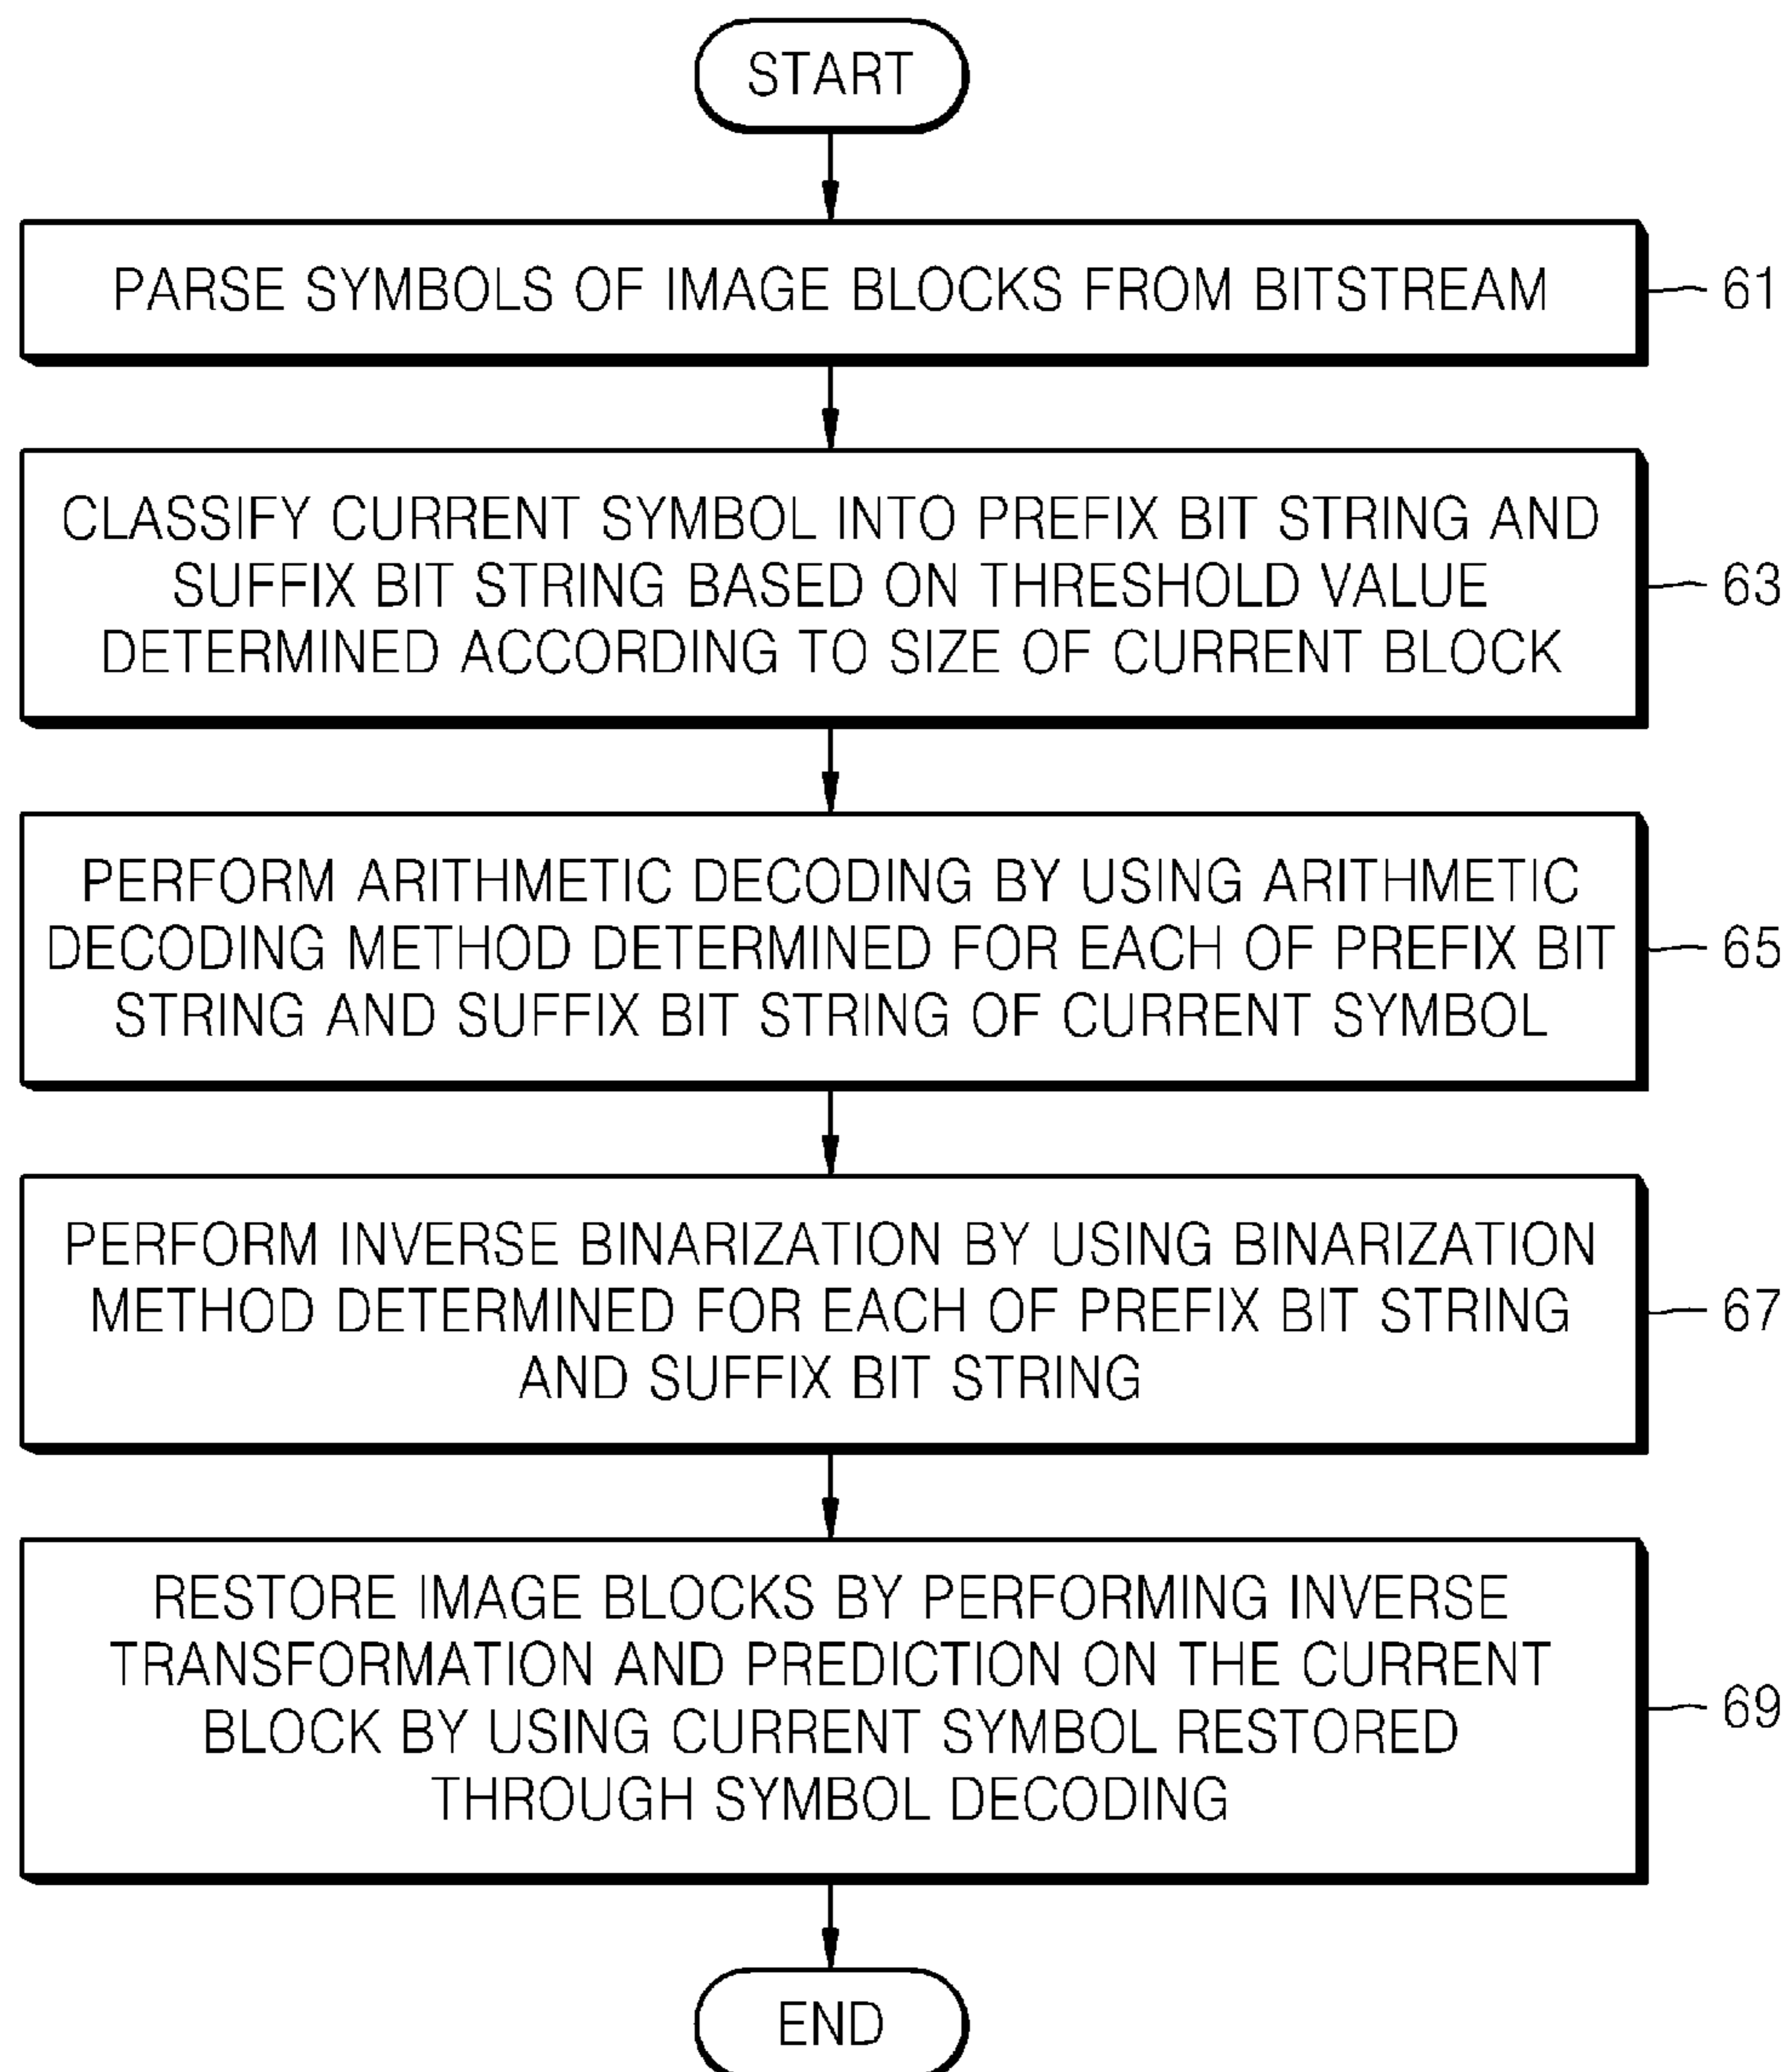 START
PARSE SYMBOLS OF IMAGE BLOCKS FROM BITSTREAM
61
CLASSIFY CURRENT SYMBOL INTO PREFIX BIT STRING AND
SUFFIX BIT STRING BASED ON THRESHOLD VALUE
DETERMINED ACCORDING TO SIZE OF CURRENT BLOCK
63
PERFORM ARITHMETIC DECODING BY USING ARITHMETIC
DECODING METHOD DETERMINED FOR EACH OF PREFIX BIT
STRING AND SUFFIX BIT STRING OF CURRENT SYMBOL
65
PERFORM INVERSE BINARIZATION BY USING BINARIZATION
METHOD DETERMINED FOR EACH OF PREFIX BIT STRING
AND SUFFIX BIT STRING
67
RESTORE IMAGE BLOCKS BY PERFORMING INVERSE
TRANSFORMATION AND PREDICTION ON THE CURRENT
BLOCK BY USING CURRENT SYMBOL RESTORED
THROUGH SYMBOL DECODING
69
END